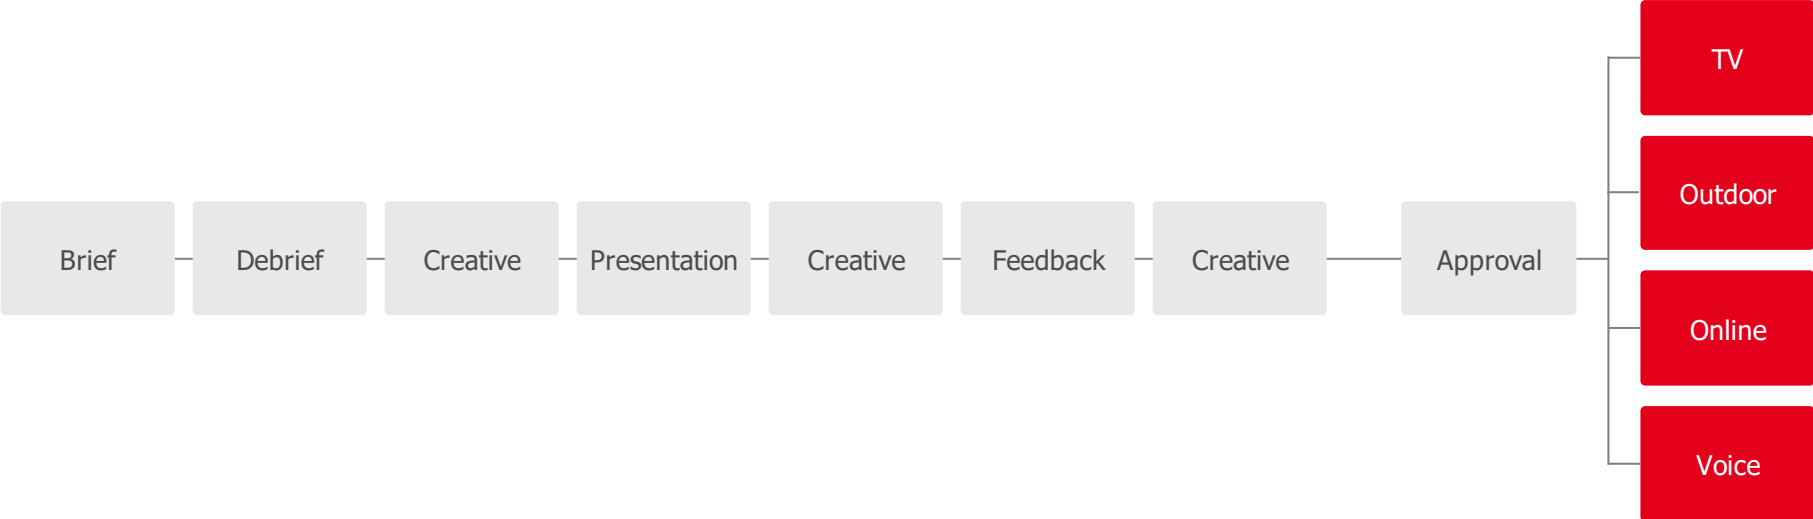 Brief
Debrief
Creative
Presentation
Creative
Feedback
Creative
Approval
TV
Outdoor
Online
Voice